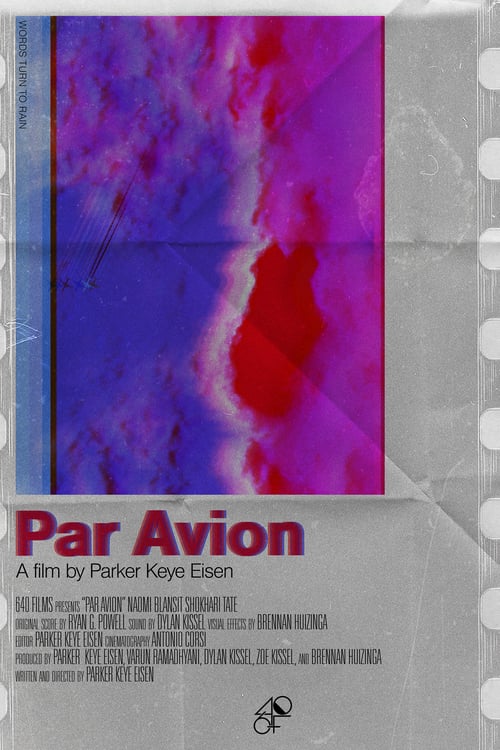 WORDS TURN TO RAIN
Par Avion
A film by Parker Keye Eisen
640 FILMS PRESENTS "PAR AVION" NAOMI BLANSIT SHOKHARI TATE
ORIGINAL SCORE BY RYAN G. POWELL SOUND BY DYLAN KISSEL VISUAL EFFECTS BY BRENNAN HUIZINGA
EDITOR PARKER KEYE EISEN CINEMATOGRAPHY ANTONIO CORSI
PRODUCED BY PARKER KEYE EISEN, VARUN RAMADHYANI, DYLAN KISSEL, ZOE KISSEL, AND BRENNAN HUIZINGA
WRITTEN AND DIRECTED BY PARKER KEYE EISEN